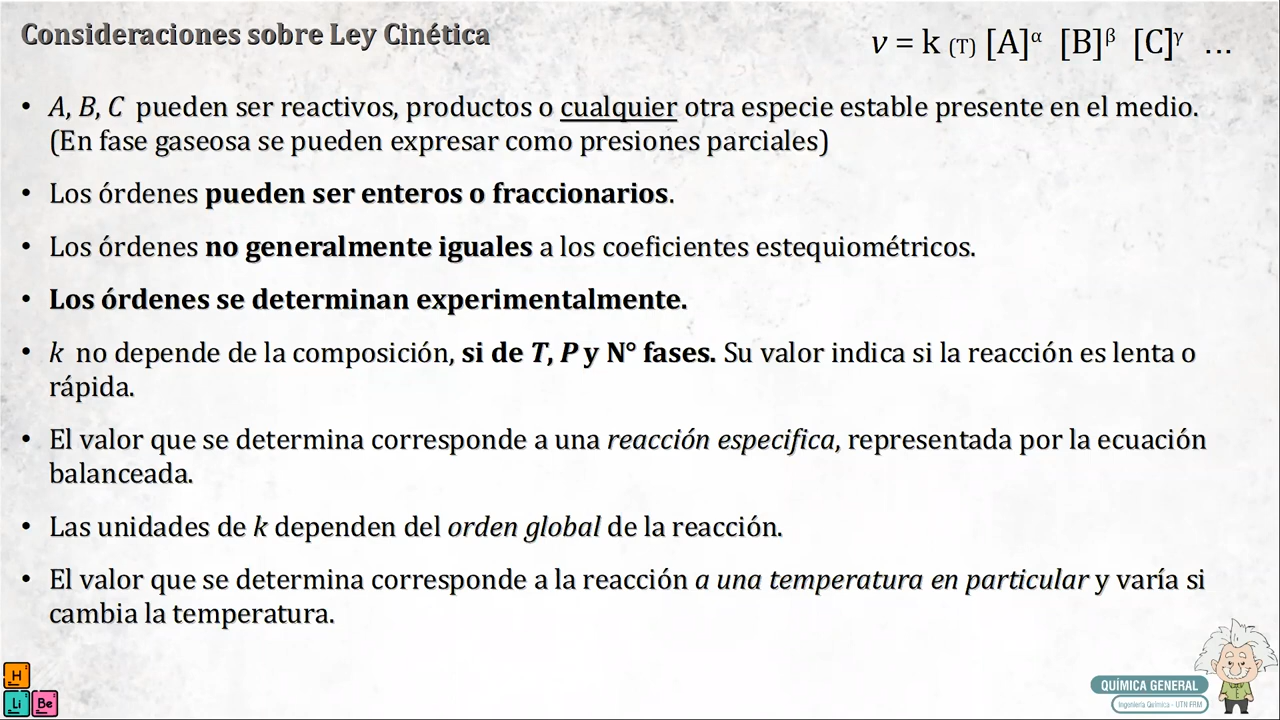 Consideraciones sobre Ley Cinética
v = k (T) [A]α [B]β [C]γ …
• A, B, C pueden ser reactivos, productos o cualquier otra especie estable presente en el medio.
(En fase gaseosa se pueden expresar como presiones parciales)
• Los órdenes pueden ser enteros o fraccionarios.
• Los órdenes no generalmente iguales a los coeficientes estequiométricos.
• Los órdenes se determinan experimentalmente.
• k no depende de la composición, si de T, P y N° fases. Su valor indica si la reacción es lenta o
rápida.
• El valor que se determina corresponde a una reacción especifica, representada por la ecuación
balanceada.
• Las unidades de k dependen del orden global de la reacción.
• El valor que se determina corresponde a la reacción a una temperatura en particular y varía si
cambia la temperatura.
H
Li Be
QUÍMICA GENERAL
Ingeniería Química - UTN FRM